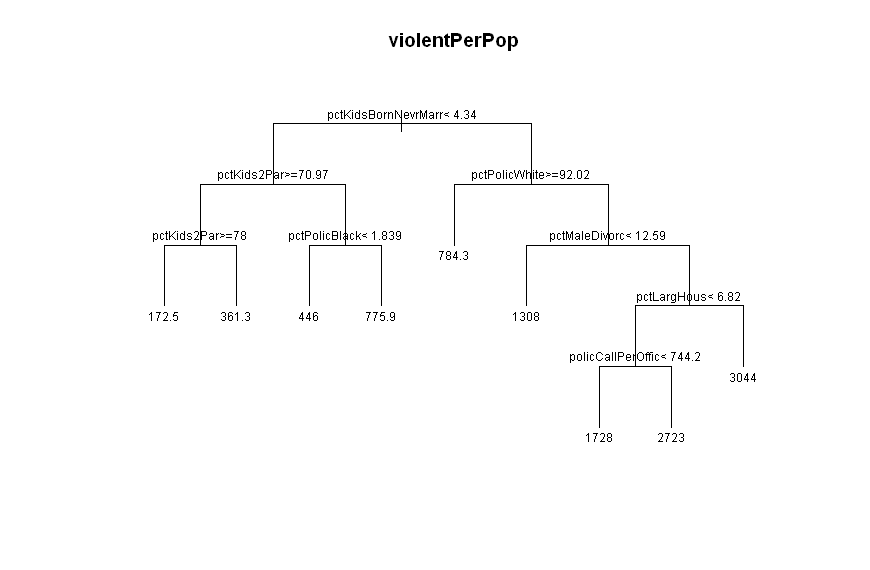 violentPerPop
pctKidsBornNevrMarr< 4.34
pctKids2Par>=70.97
pctPolicWhite>=92.02
pctKids2Par>=78
pctPolicBlack< 1.839
pctMaleDivorc< 12.59
784.3
pctLargHous< 6.82
172.5
361.3
446
775.9
1308
policCallPerOffic< 744.2
3044
1728
2723